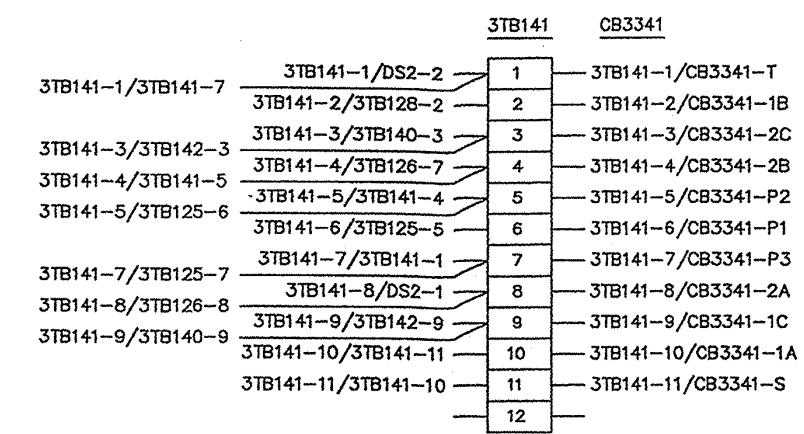 3TB141 CB3341
3TB141-1/DS2-2 1 3TB141-1/CB3341-T
3TB141-1/3TB141-7
3TB141-2/3TB128-2 2 3TB141-2/CB3341-1B
3TB141-3/3TB140-3 3 3TB141-3/CB3341-2C
3TB141-3/3TB142-3
3TB141-4/3TB126-7 4 3TB141-4/CB3341-2B
3TB141-4/3TB141-5
3TB141-5/3TB141-4 5 3TB141-5/CB3341-P2
3TB141-5/3TB125-6
3TB141-6/3TB125-5 6 3TB141-6/CB3341-P1
3TB141-7/3TB141-1 7 3TB141-7/CB3341-P3
3TB141-7/3TB125-7
3TB141-8/DS2-1 8 3TB141-8/CB3341-2A
3TB141-8/3TB126-8
3TB141-9/3TB142-9 9 3TB141-9/CB3341-1C
3TB141-9/3TB140-9
3TB141-10/3TB141-11 10 3TB141-10/CB3341-1A
3TB141-11/3TB141-10 11 3TB141-11/CB3341-S
12